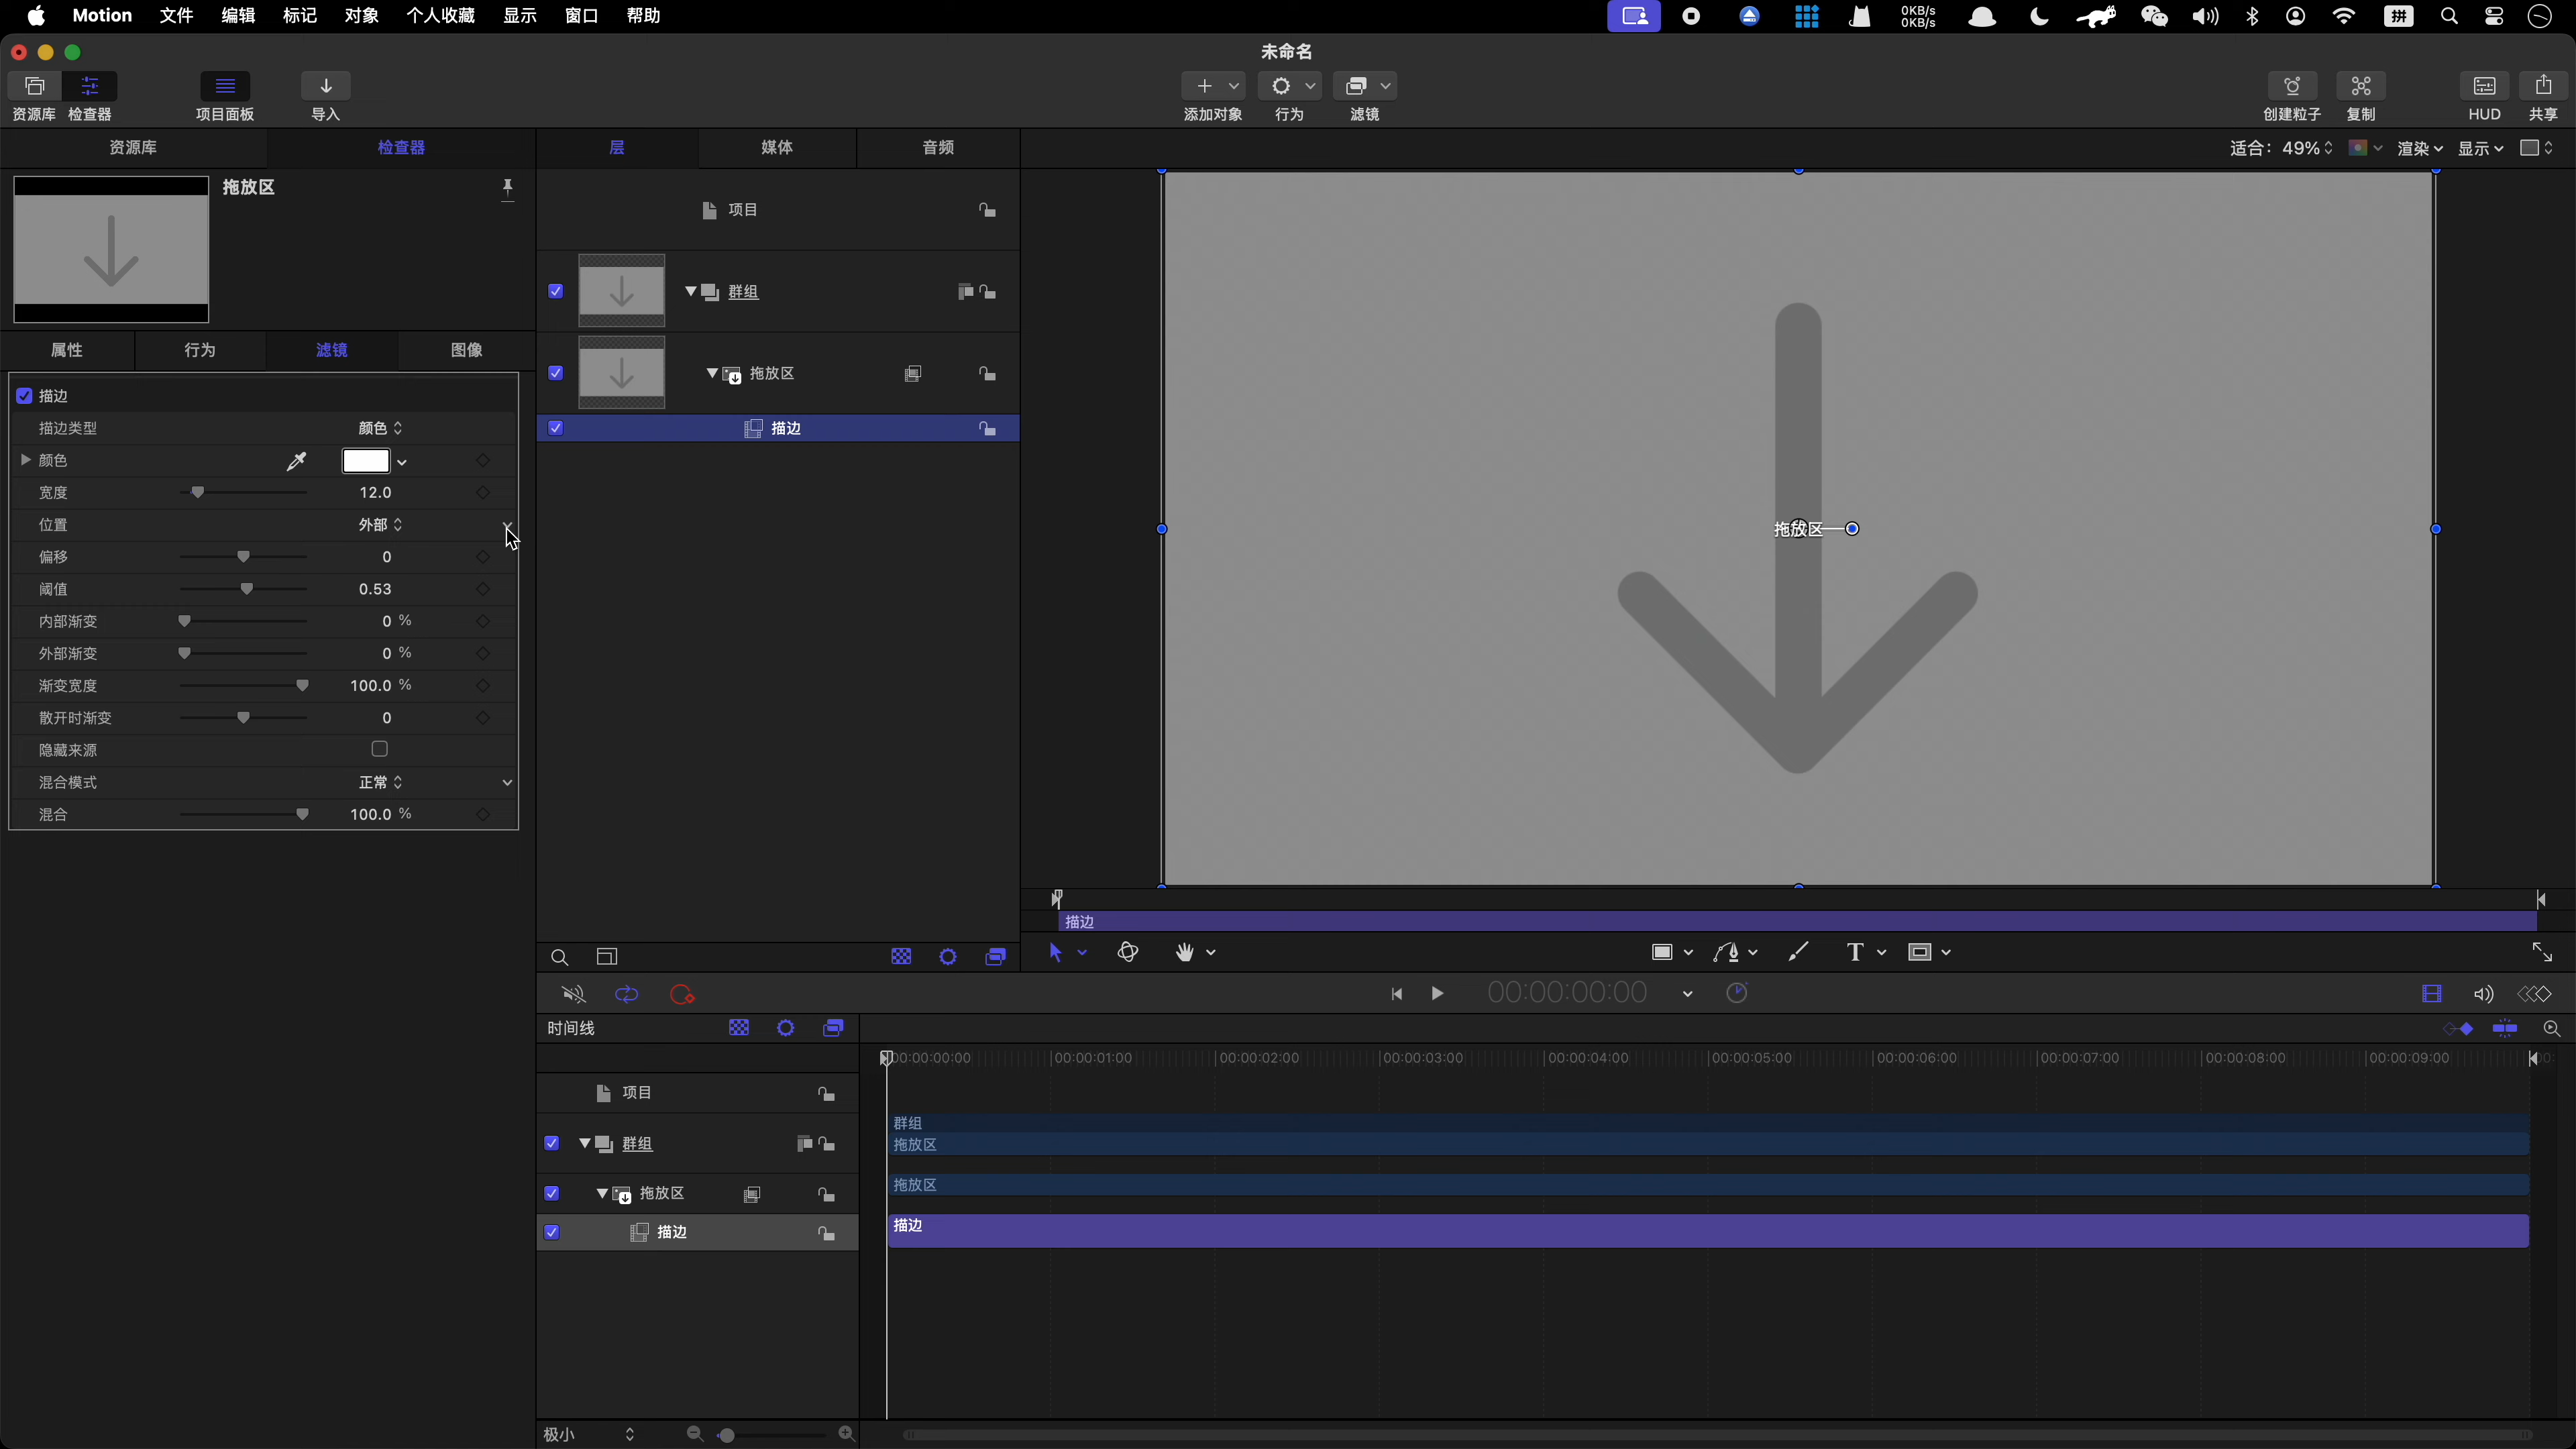 Motion 文件 编辑 标记 对象 个人收藏 显示 窗口 帮助
0KB/s
0KB/s
拼
未命名
资源库 检查器 项目面板 导入 添加对象 行为 滤镜 创建粒子 复制 HUD 共享
资源库 检查器 层 媒体 音频 适合: 49% 渲染 显示
拖放区
项目
群组
拖放区
描边
属性 行为 滤镜 图像
描边
描边类型 颜色
颜色
宽度 12.0
位置 外部
偏移 0
阈值 0.53
内部渐变 0 %
外部渐变 0 %
渐变宽度 100.0 %
散开时渐变 0
隐藏来源
混合模式 正常
混合 100.0 %
拖放区
描边
T
00:00:00:00
时间线
00:00:00:00 00:00:01:00 00:00:02:00 00:00:03:00 00:00:04:00 00:00:05:00 00:00:06:00 00:00:07:00 00:00:08:00 00:00:09:00
项目
群组
拖放区
描边
群组
拖放区
拖放区
描边
极小